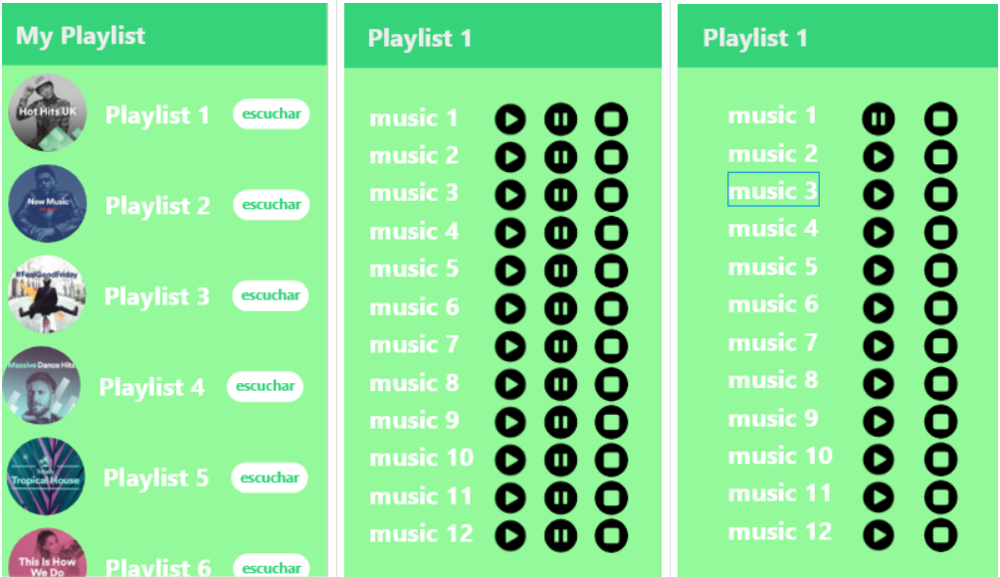 My Playlist
Hot Hits UK
Playlist 1
escuchar
New Music
Playlist 2
escuchar
#FeelGoodFriday
Playlist 3
escuchar
Massive Dance Hits
Playlist 4
escuchar
Tropical House
Playlist 5
escuchar
This Is How
We Do
Playlist 6
escuchar
Playlist 1
music 1
music 2
music 3
music 4
music 5
music 6
music 7
music 8
music 9
music 10
music 11
music 12
Playlist 1
music 1
music 2
music 3
music 4
music 5
music 6
music 7
music 8
music 9
music 10
music 11
music 12